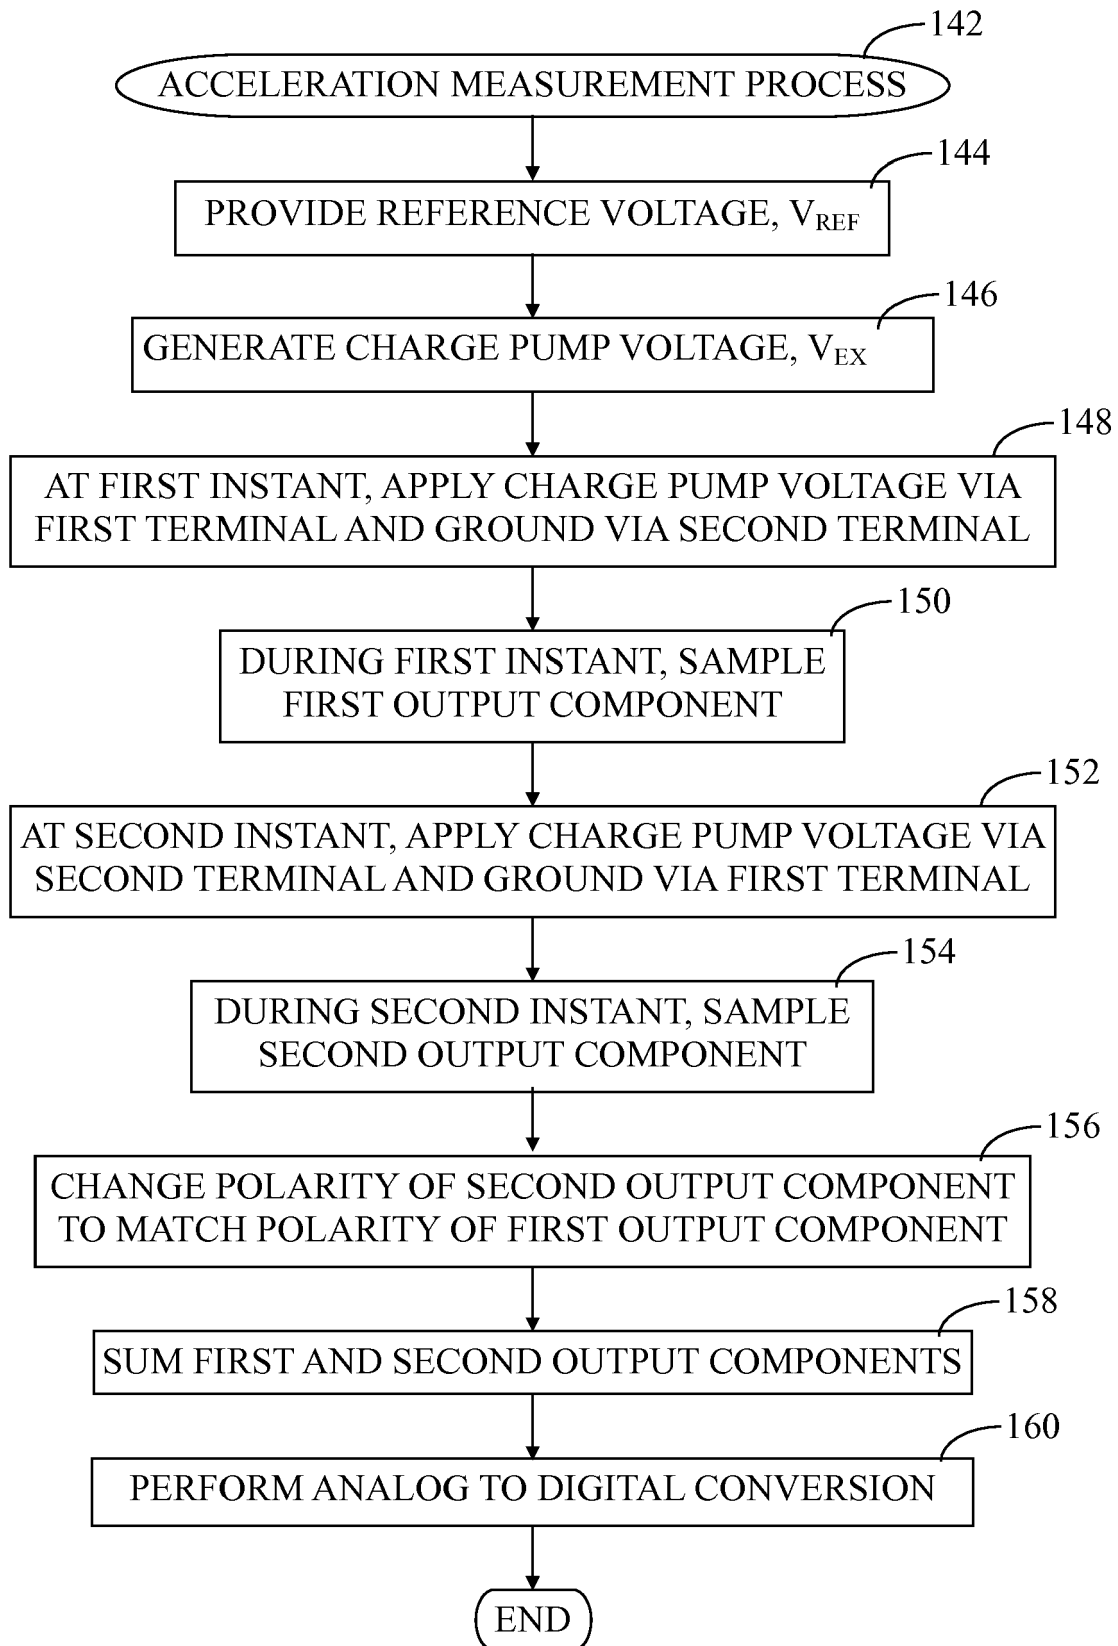 142
ACCELERATION MEASUREMENT PROCESS
144
PROVIDE REFERENCE VOLTAGE, VREF
146
GENERATE CHARGE PUMP VOLTAGE, VEX
148
AT FIRST INSTANT, APPLY CHARGE PUMP VOLTAGE VIA
FIRST TERMINAL AND GROUND VIA SECOND TERMINAL
150
DURING FIRST INSTANT, SAMPLE
FIRST OUTPUT COMPONENT
152
AT SECOND INSTANT, APPLY CHARGE PUMP VOLTAGE VIA
SECOND TERMINAL AND GROUND VIA FIRST TERMINAL
154
DURING SECOND INSTANT, SAMPLE
SECOND OUTPUT COMPONENT
156
CHANGE POLARITY OF SECOND OUTPUT COMPONENT
TO MATCH POLARITY OF FIRST OUTPUT COMPONENT
158
SUM FIRST AND SECOND OUTPUT COMPONENTS
160
PERFORM ANALOG TO DIGITAL CONVERSION
END